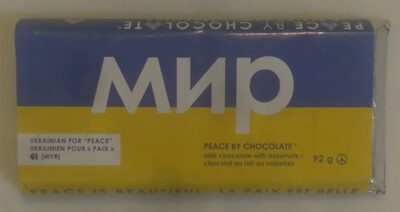 PEACE BY CHOCOLATE
мир
UKRAINIAN FOR "PEACE"
UKRAINIEN POUR « PAIX »
(MYR)
PEACE BY CHOCOLATE
milk chocolate with hazelnuts /
chocolat au lait au noisettes
92 g
PEACE IS BEAUTIFUL. LA PAIX EST BELLE.